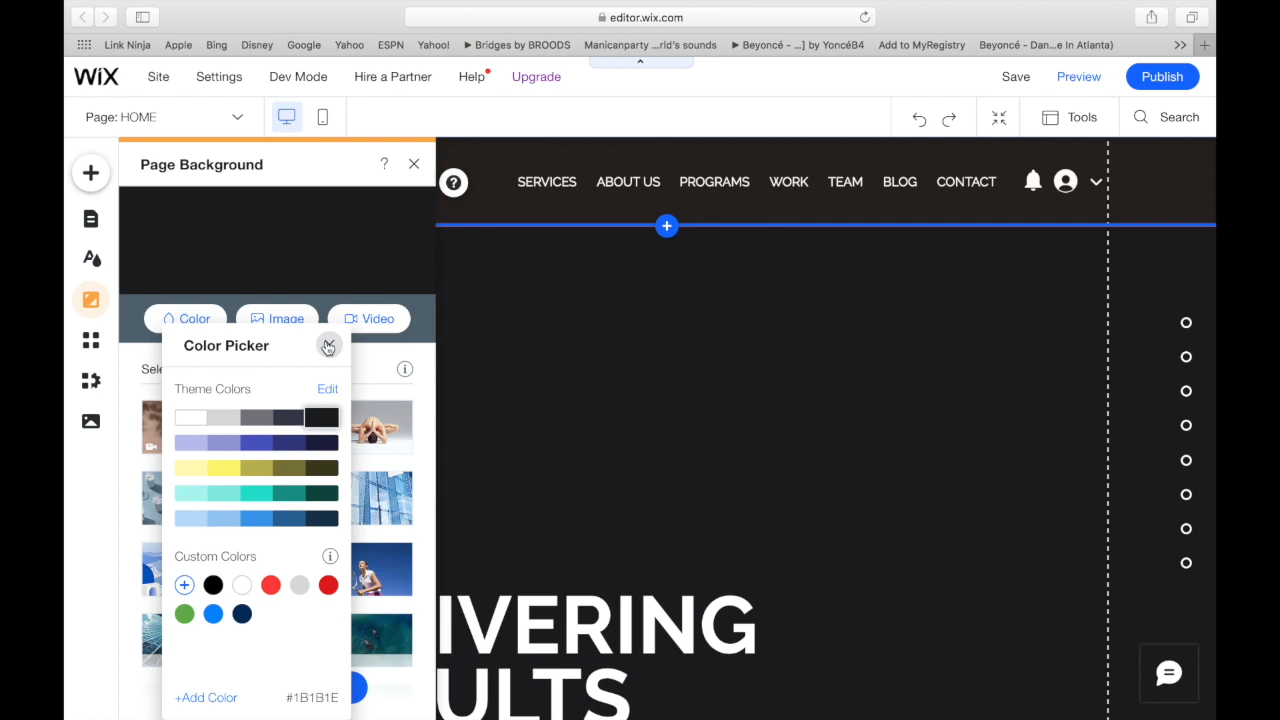 editor.wix.com
Link Ninja Apple Bing Disney Google Yahoo ESPN Yahoo! ▶ Bridges by BROODS Manicanparty ...rld's sounds ▶ Beyoncé - ...] by YoncéB4 Add to MyRegistry Beyoncé - Dan...e In Atlanta) >>
WiX Site Settings Dev Mode Hire a Partner Help Upgrade Save Preview Publish
Page: HOME Tools Search
Page Background ?
? SERVICES ABOUT US PROGRAMS WORK TEAM BLOG CONTACT
Color Image Video
Color Picker
Sele
Theme Colors Edit
Custom Colors
+Add Color #1B1B1E
IVERING
ULTS